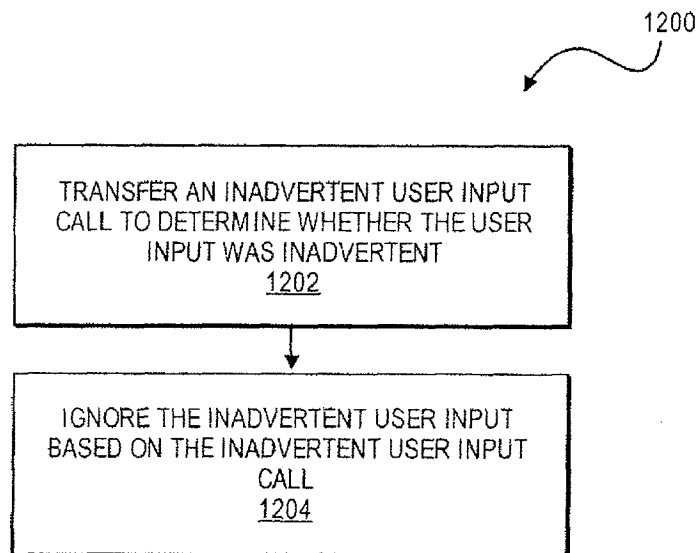 1200
TRANSFER AN INADVERTENT USER INPUT
CALL TO DETERMINE WHETHER THE USER
INPUT WAS INADVERTENT
1202
IGNORE THE INADVERTENT USER INPUT
BASED ON THE INADVERTENT USER INPUT
CALL
1204